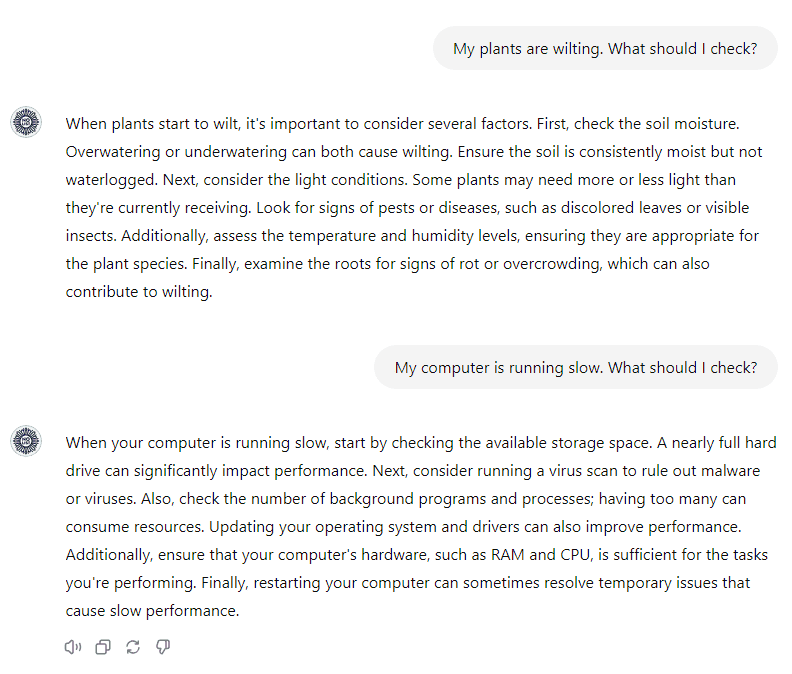 My plants are wilting. What should I check?
When plants start to wilt, it's important to consider several factors. First, check the soil moisture.
Overwatering or underwatering can both cause wilting. Ensure the soil is consistently moist but not
waterlogged. Next, consider the light conditions. Some plants may need more or less light than
they're currently receiving. Look for signs of pests or diseases, such as discolored leaves or visible
insects. Additionally, assess the temperature and humidity levels, ensuring they are appropriate for
the plant species. Finally, examine the roots for signs of rot or overcrowding, which can also
contribute to wilting.
My computer is running slow. What should I check?
When your computer is running slow, start by checking the available storage space. A nearly full hard
drive can significantly impact performance. Next, consider running a virus scan to rule out malware
or viruses. Also, check the number of background programs and processes; having too many can
consume resources. Updating your operating system and drivers can also improve performance.
Additionally, ensure that your computer's hardware, such as RAM and CPU, is sufficient for the tasks
you're performing. Finally, restarting your computer can sometimes resolve temporary issues that
cause slow performance.